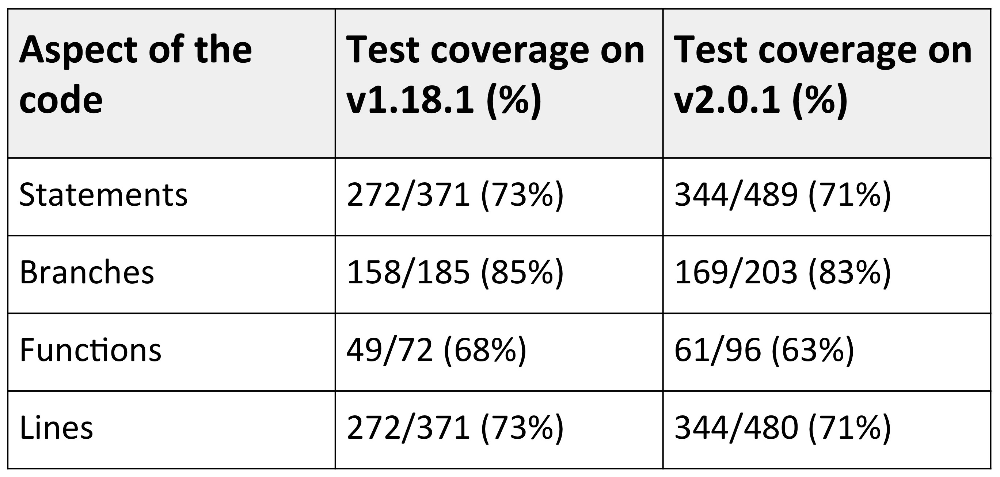 Aspect of the
code
Test coverage on
v1.18.1 (%)
Test coverage on
v2.0.1 (%)
Statements
272/371 (73%)
344/489 (71%)
Branches
158/185 (85%)
169/203 (83%)
Functions
49/72 (68%)
61/96 (63%)
Lines
272/371 (73%)
344/480 (71%)